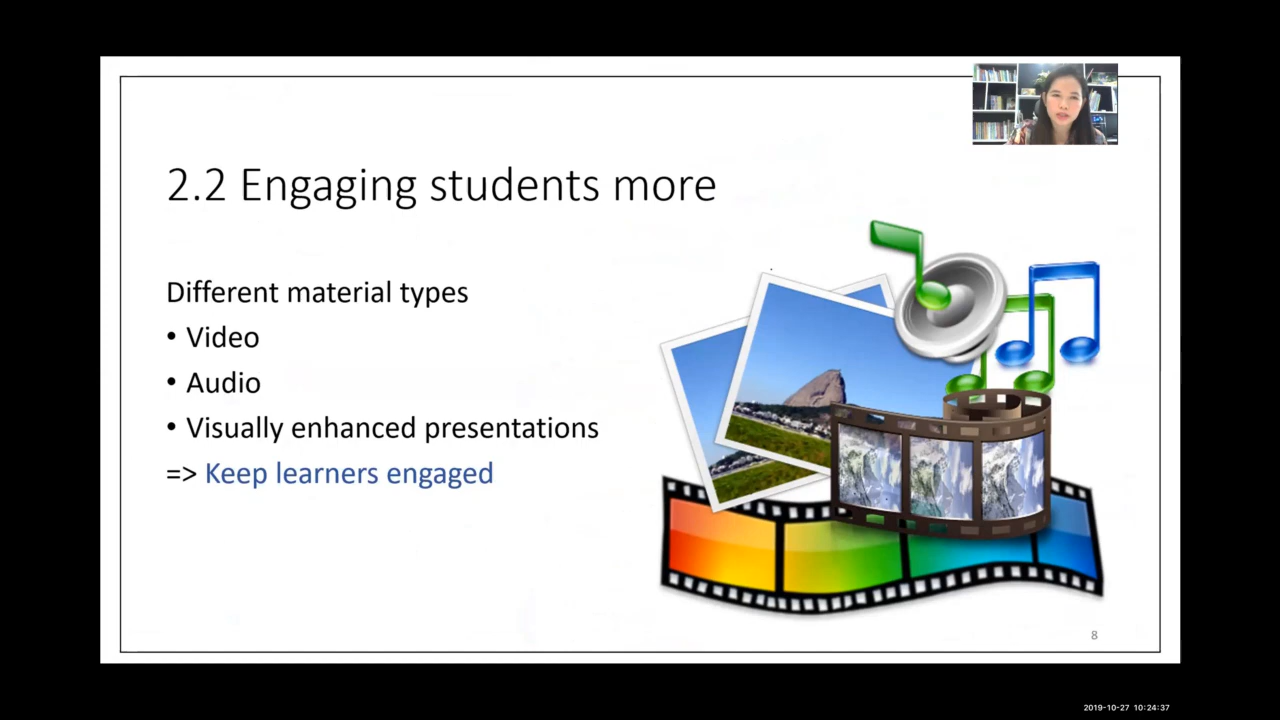 2.2 Engaging students more
Different material types
• Video
• Audio
• Visually enhanced presentations
=> Keep learners engaged
8
2019-10-27 10:24:37